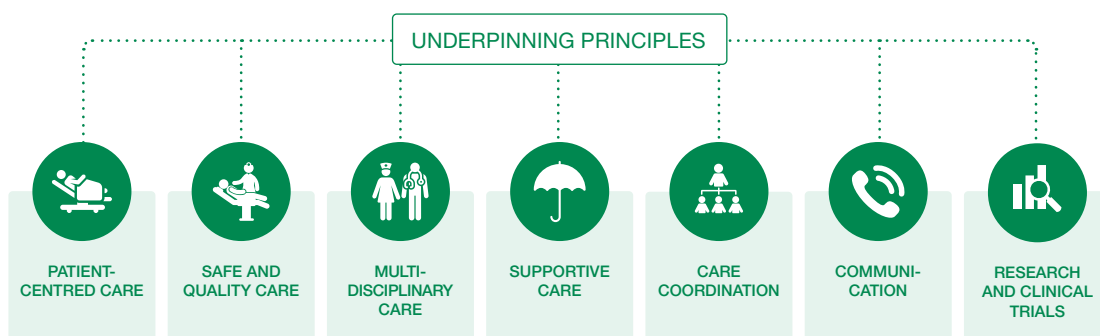 UNDERPINNING PRINCIPLES
PATIENT-
CENTRED CARE
SAFE AND
QUALITY CARE
MULTI-
DISCIPLINARY
CARE
SUPPORTIVE
CARE
CARE
COORDINATION
COMMUNI-
CATION
RESEARCH
AND CLINICAL
TRIALS